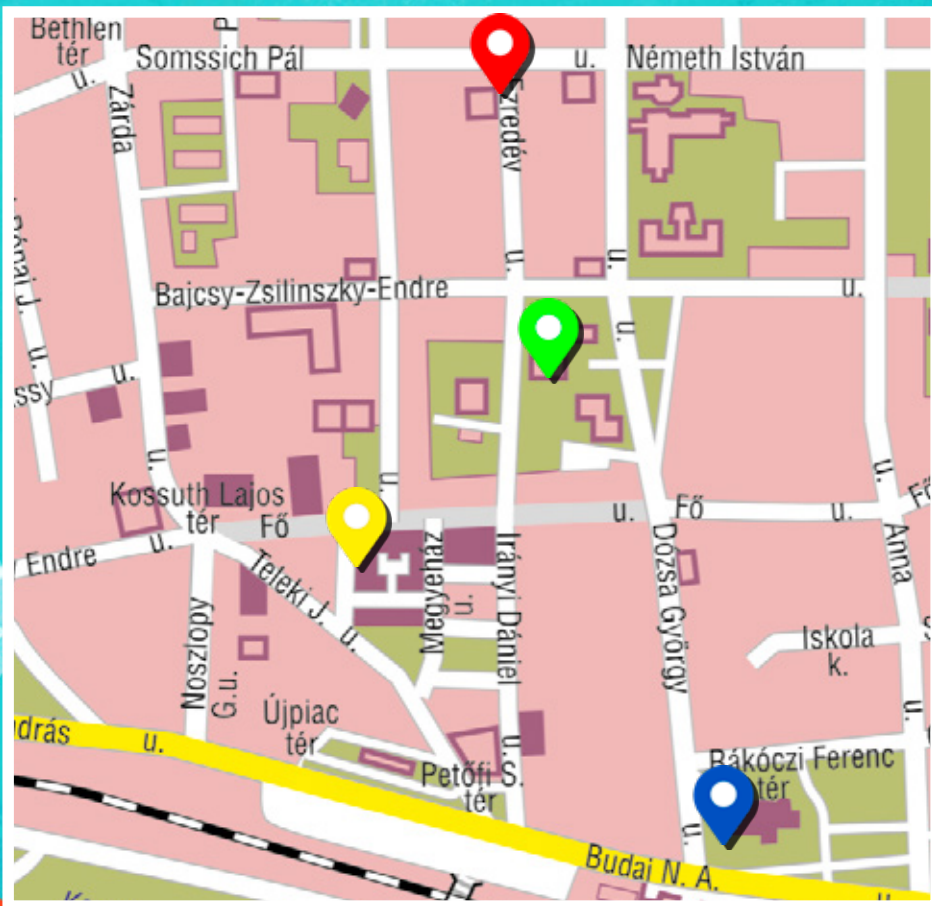 Bethlen
tér
u.
Somssich Pál
P
u.
Németh István
Zárda
Ezredév
u.
u.
Bajcsy-Zsilinszky-Endre
u.
J.
u.
u.
u.
ssy
u.
u.
u.
Kossuth Lajos
tér
Fő
u.
Fő
u.
Fő
Endre
u.
Teleki J.
u.
Megyeház
u.
Irányi Dániel
u.
Dózsa György
u.
Anna
u.
Iskola
k.
Noszlopy
G.u.
Újpiac
tér
drás
u.
Petőfi S.
tér
Rákóczi Ferenc
tér
Budai N. A.
u.